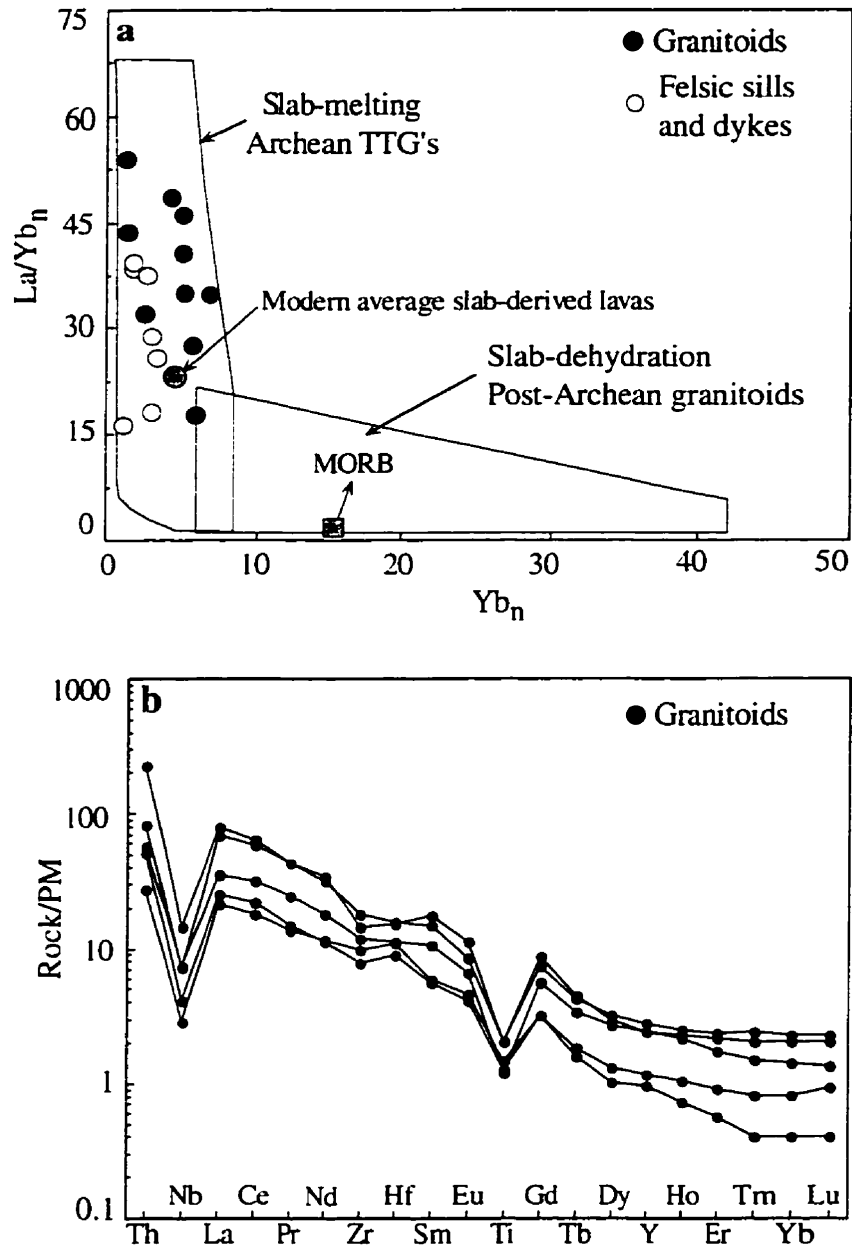 a
75
60
45
30
15
0
La/Ybn
Granitoids
Felsic sills
and dykes
Slab-melting
Archean TTG's
Modern average slab-derived lavas
Slab-dehydration
Post-Archean granitoids
MORB
0 10 20 30 40 50
Ybn
b
1000
100
10
1
0.1
Rock/PM
Granitoids
Nb Ce Nd Hf Eu Gd Dy Ho Tm Lu
Th La Pr Zr Sm Ti Tb Y Er Yb